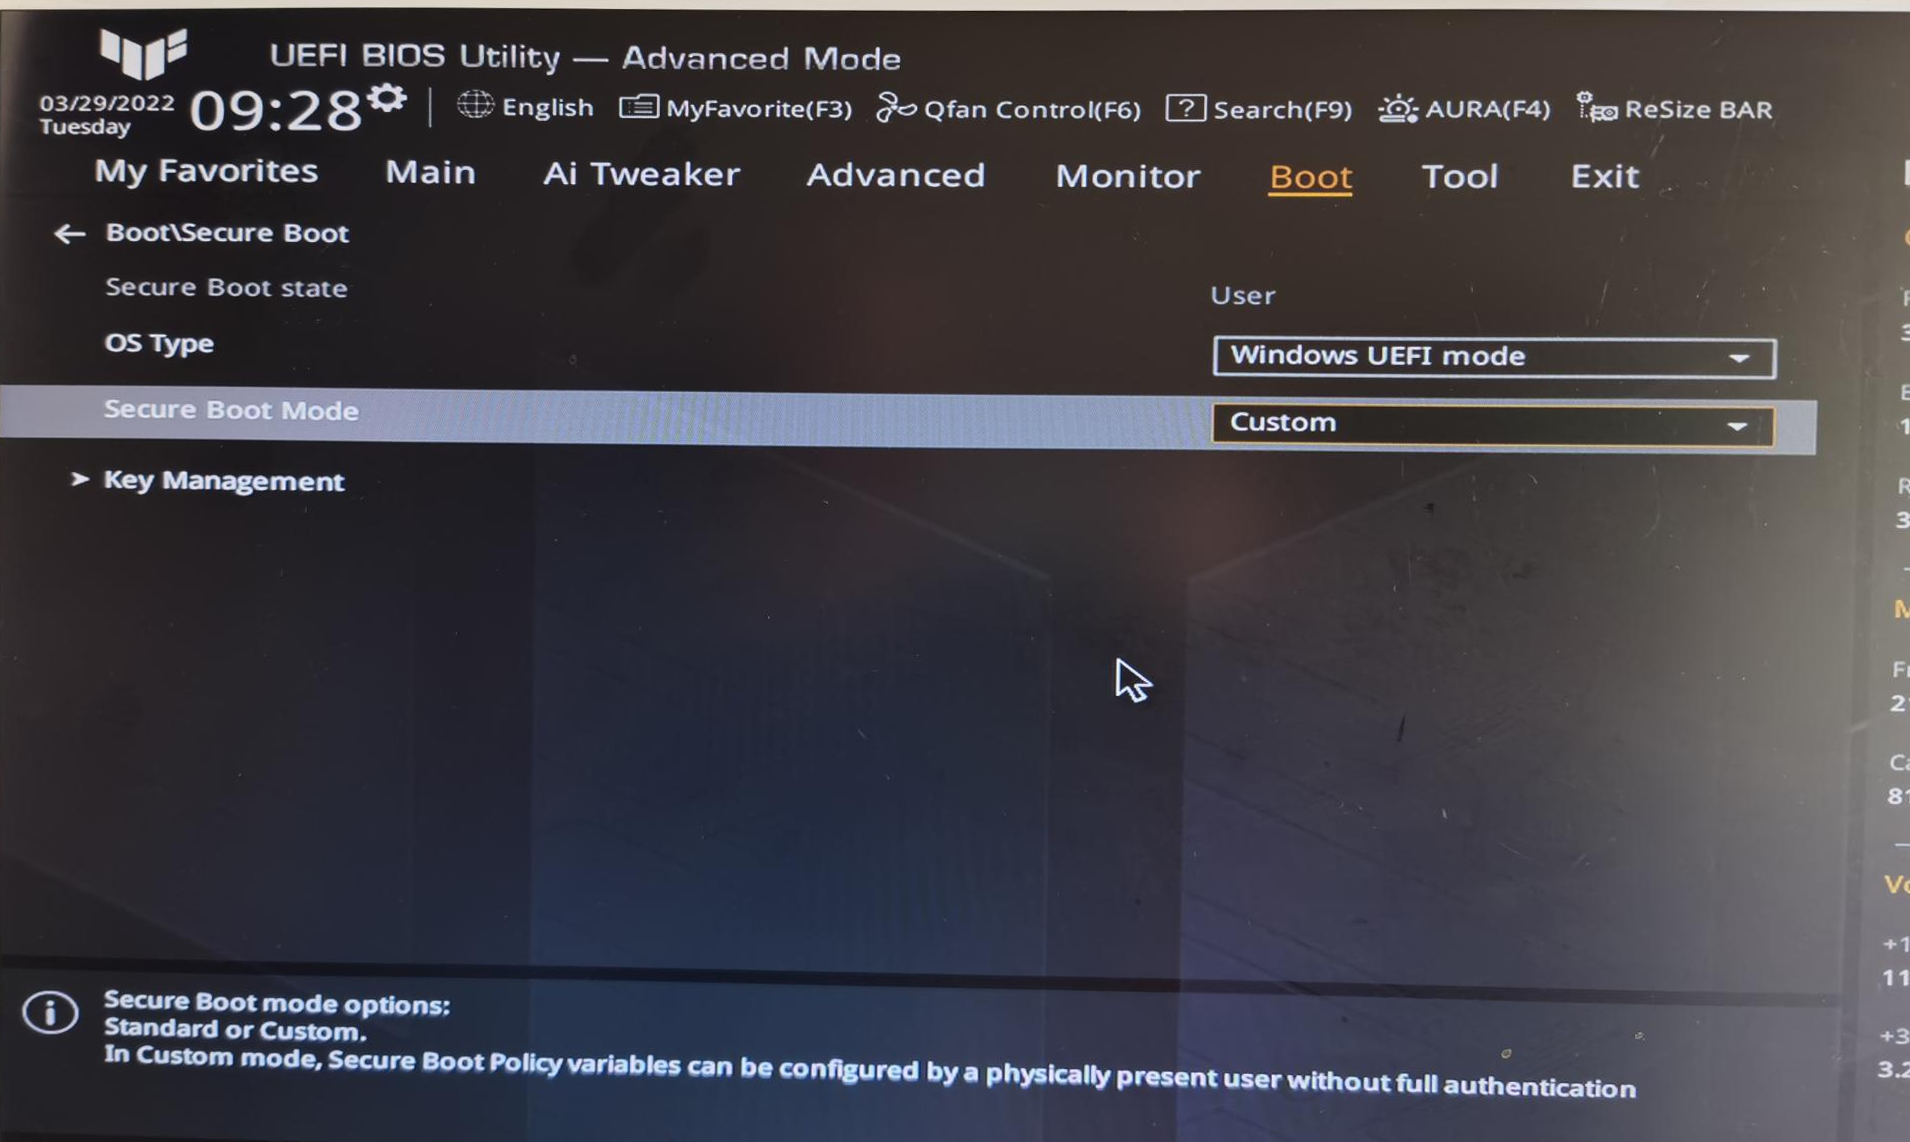 UEFI BIOS Utility — Advanced Mode
03/29/2022
Tuesday
09:28
English
MyFavorite(F3)
Qfan Control(F6)
? Search(F9)
AURA(F4)
ReSize BAR
My Favorites Main Ai Tweaker Advanced Monitor Boot Tool Exit
← Boot\Secure Boot
Secure Boot state User
OS Type Windows UEFI mode
Secure Boot Mode Custom
> Key Management
Secure Boot mode options:
Standard or Custom.
In Custom mode, Secure Boot Policy variables can be configured by a physically present user without full authentication